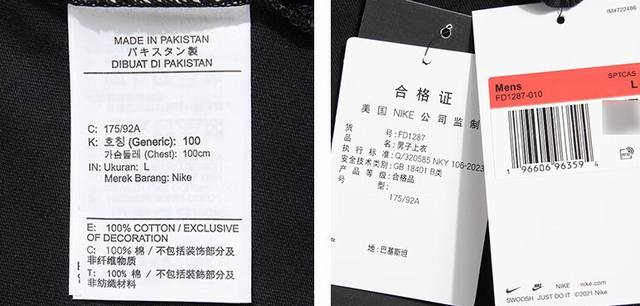 MADE IN PAKISTAN
パキスタン製
DIBUAT DI PAKISTAN
C: 175/92A
K: 호칭 (Generic): 100
가슴둘레 (Chest): 100cm
IN: Ukuran: L
Merek Barang: Nike
E: 100% COTTON / EXCLUSIVE
OF DECORATION
C: 100% 棉 / 不包括装饰部分及
非纤维物质
T: 100% 棉 / 不包括裝飾部分及
非紡織材料
合格证
美国 NIKE 公司监制
货号: FD1287
品名: 男子上衣
执行标准: Q/320585 NKY 106-2023
安全技术类别: GB 18401 B类
产品等级: 合格品
号型:
175/92A
地: 巴基斯坦
IM#722486
SPTCAS
Mens
L
FD1287-010
1 96606 96359 4
NIKE nike.com
SWOOSH JUST DO IT ©2021 NIKE